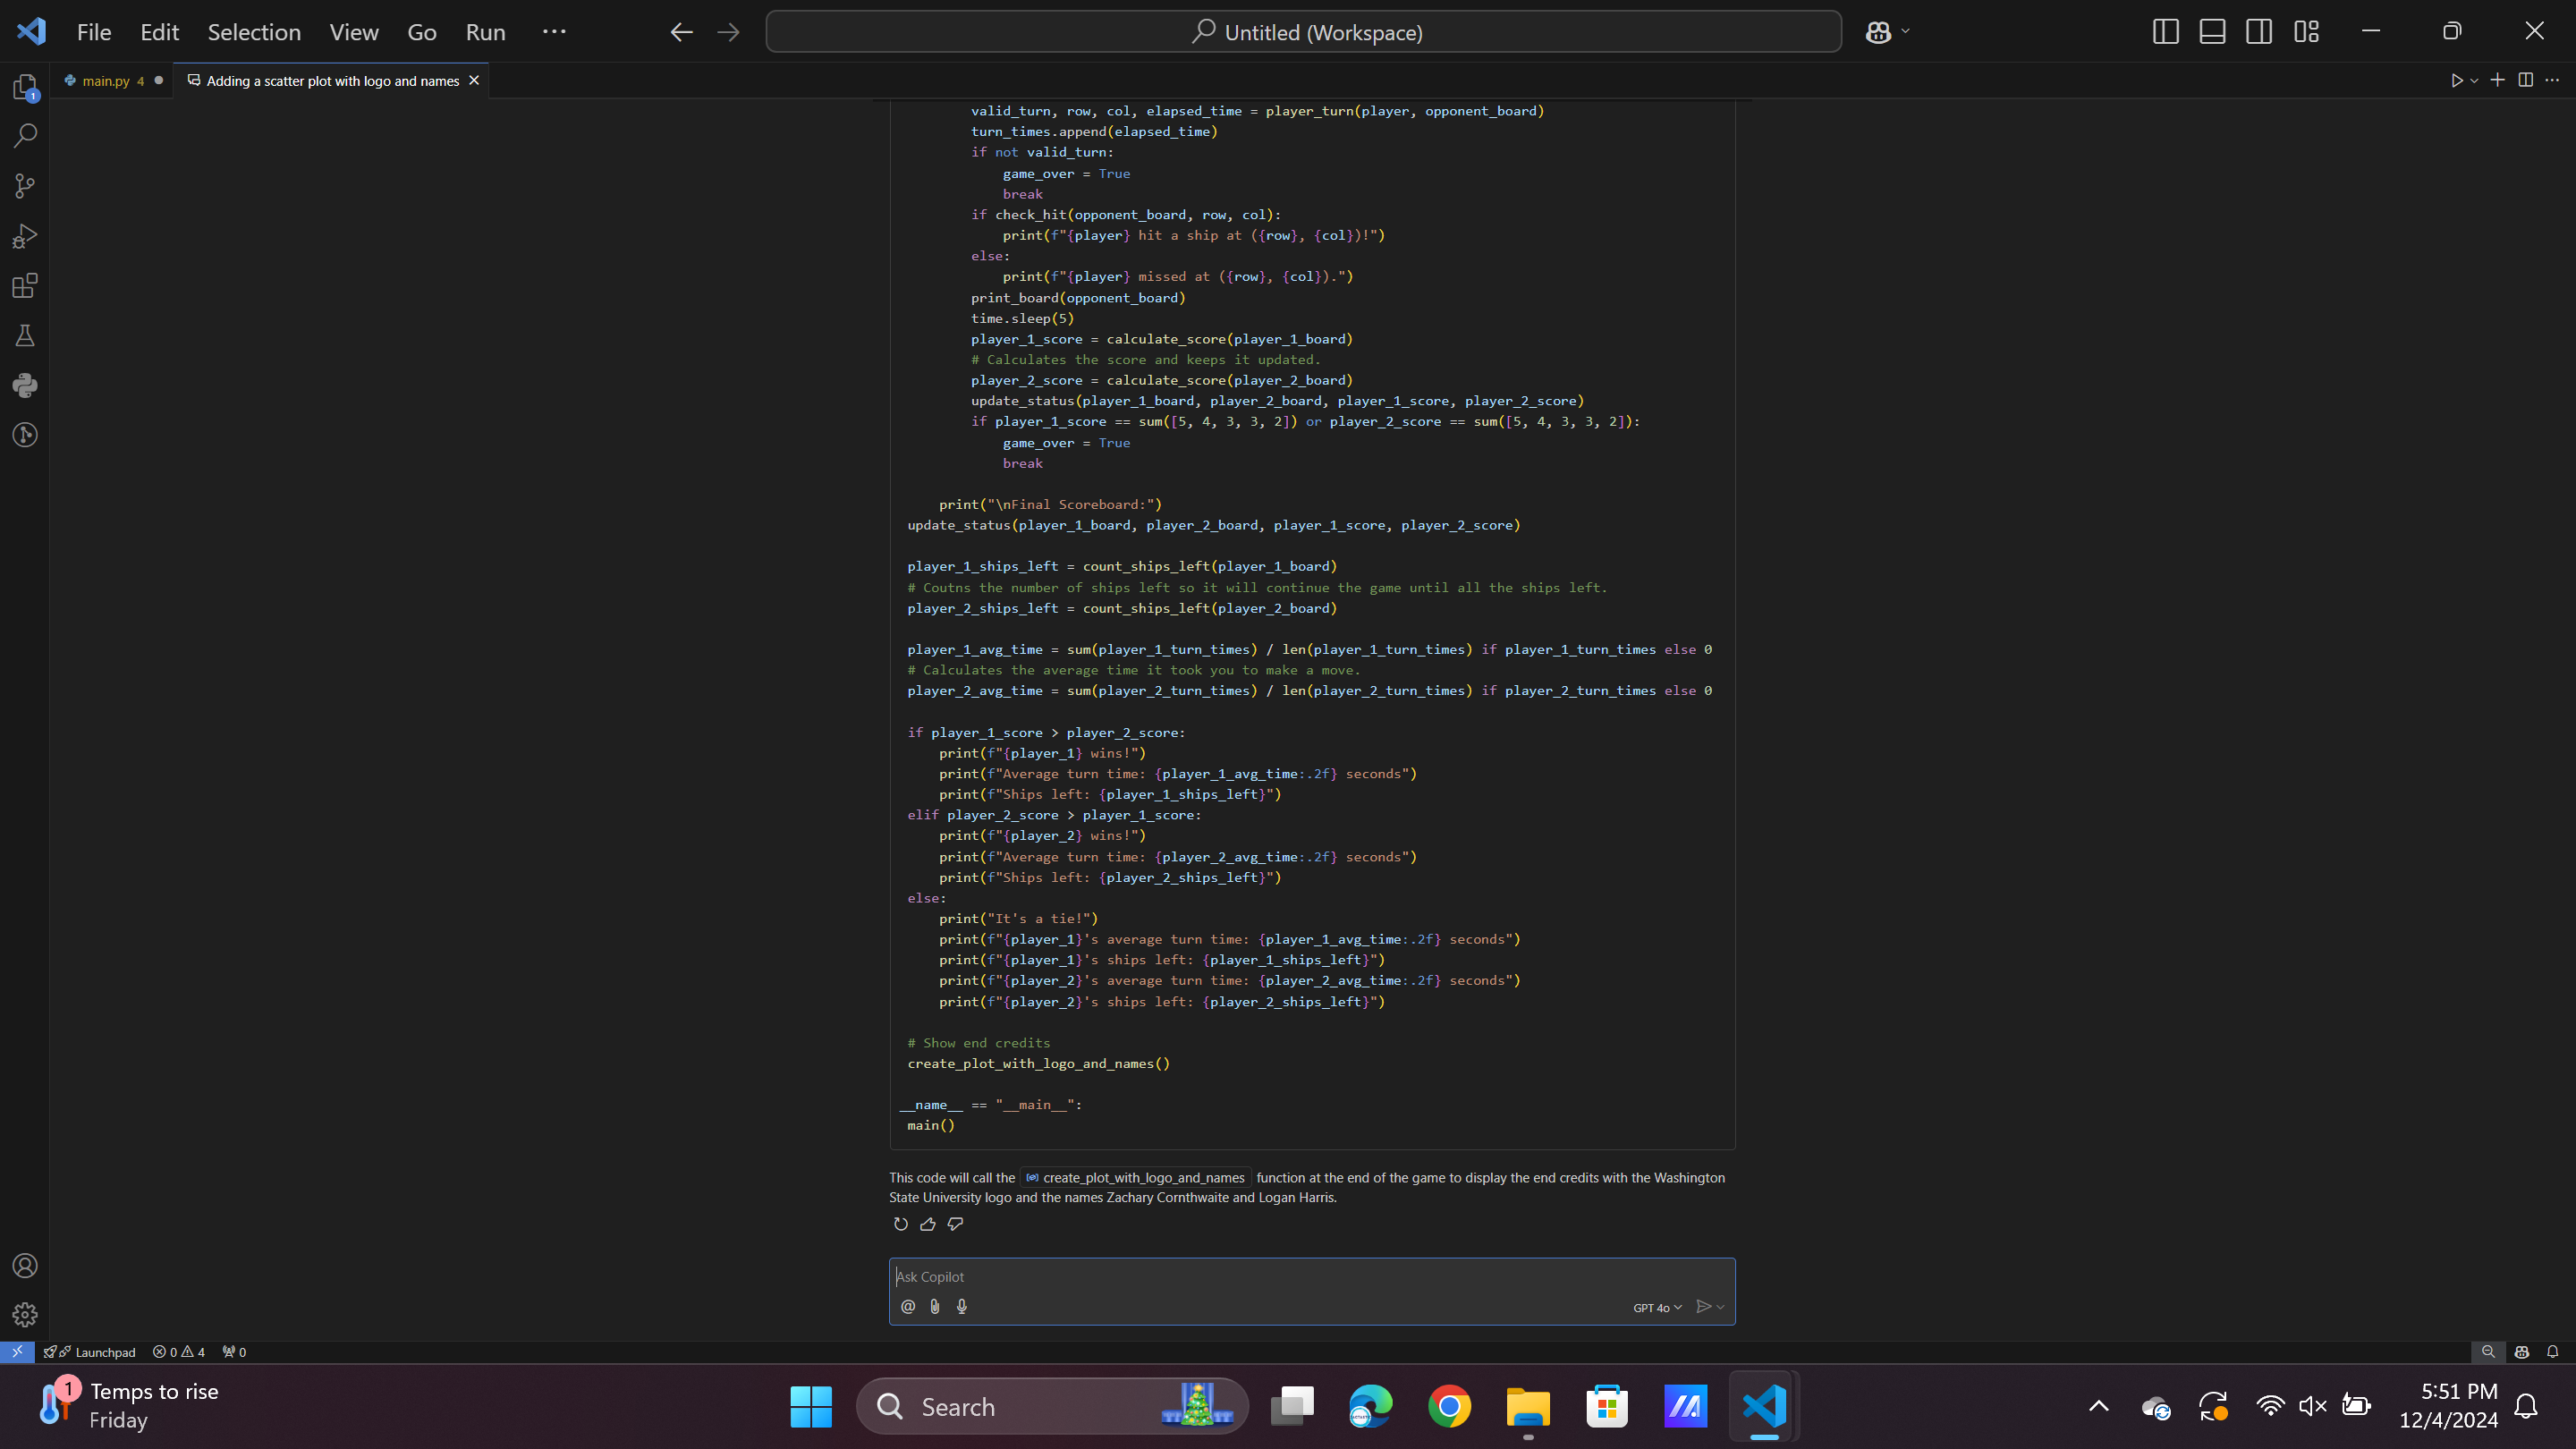 File Edit Selection View Go Run ··· Untitled (Workspace)
main.py 4 Adding a scatter plot with logo and names
1
valid_turn, row, col, elapsed_time = player_turn(player, opponent_board)
turn_times.append(elapsed_time)
if not valid_turn:
game_over = True
break
if check_hit(opponent_board, row, col):
print(f"{player} hit a ship at ({row}, {col})!")
else:
print(f"{player} missed at ({row}, {col}).")
print_board(opponent_board)
time.sleep(5)
player_1_score = calculate_score(player_1_board)
# Calculates the score and keeps it updated.
player_2_score = calculate_score(player_2_board)
update_status(player_1_board, player_2_board, player_1_score, player_2_score)
if player_1_score == sum([5, 4, 3, 3, 2]) or player_2_score == sum([5, 4, 3, 3, 2]):
game_over = True
break
print("\nFinal Scoreboard:")
update_status(player_1_board, player_2_board, player_1_score, player_2_score)
player_1_ships_left = count_ships_left(player_1_board)
# Coutns the number of ships left so it will continue the game until all the ships left.
player_2_ships_left = count_ships_left(player_2_board)
player_1_avg_time = sum(player_1_turn_times) / len(player_1_turn_times) if player_1_turn_times else 0
# Calculates the average time it took you to make a move.
player_2_avg_time = sum(player_2_turn_times) / len(player_2_turn_times) if player_2_turn_times else 0
if player_1_score > player_2_score:
print(f"{player_1} wins!")
print(f"Average turn time: {player_1_avg_time:.2f} seconds")
print(f"Ships left: {player_1_ships_left}")
elif player_2_score > player_1_score:
print(f"{player_2} wins!")
print(f"Average turn time: {player_2_avg_time:.2f} seconds")
print(f"Ships left: {player_2_ships_left}")
else:
print("It's a tie!")
print(f"{player_1}'s average turn time: {player_1_avg_time:.2f} seconds")
print(f"{player_1}'s ships left: {player_1_ships_left}")
print(f"{player_2}'s average turn time: {player_2_avg_time:.2f} seconds")
print(f"{player_2}'s ships left: {player_2_ships_left}")
# Show end credits
create_plot_with_logo_and_names()
__name__ == "__main__":
main()
This code will call the create_plot_with_logo_and_names function at the end of the game to display the end credits with the Washington
State University logo and the names Zachary Cornthwaite and Logan Harris.
Ask Copilot
@ GPT 4o
Launchpad 0 4 0
1 Temps to rise
Friday
Search
5:51 PM
12/4/2024